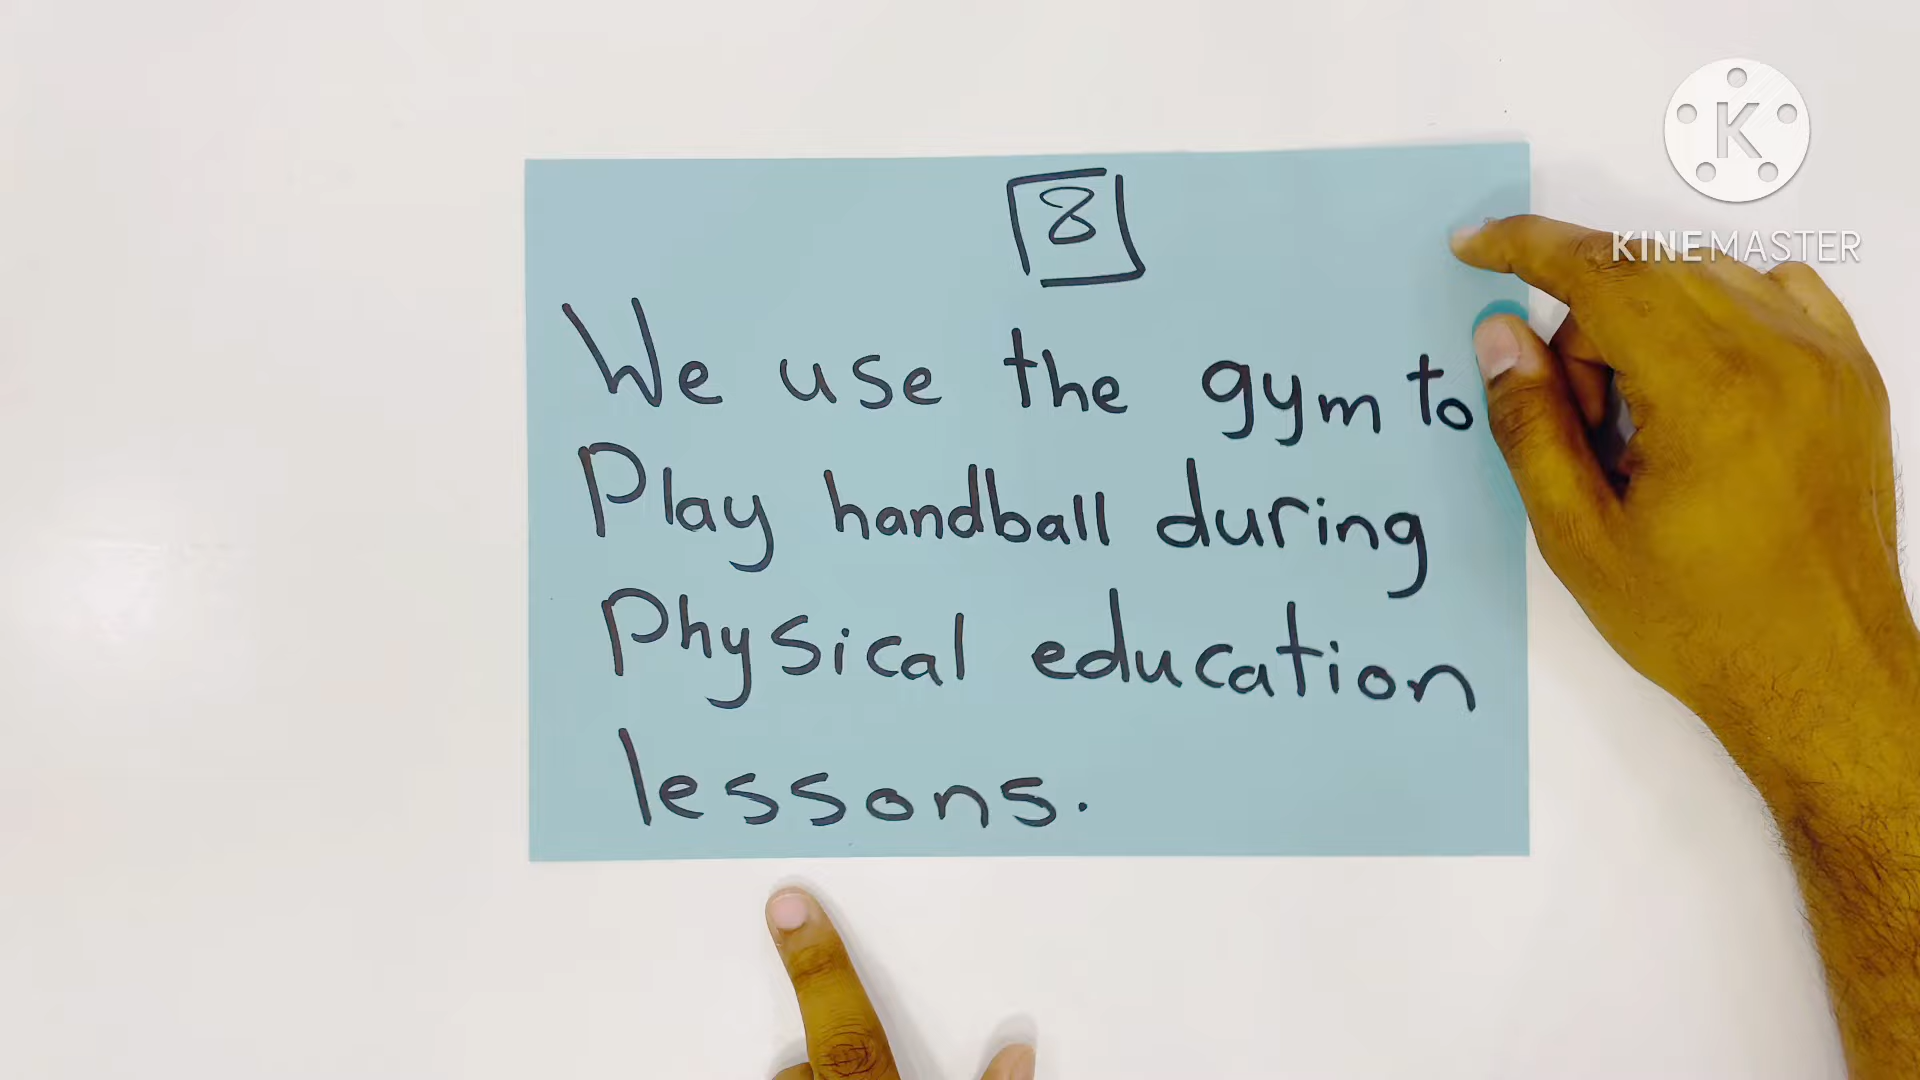 8
We use the gym to
Play handball during
Physical education
lessons.
K
KINEMASTER